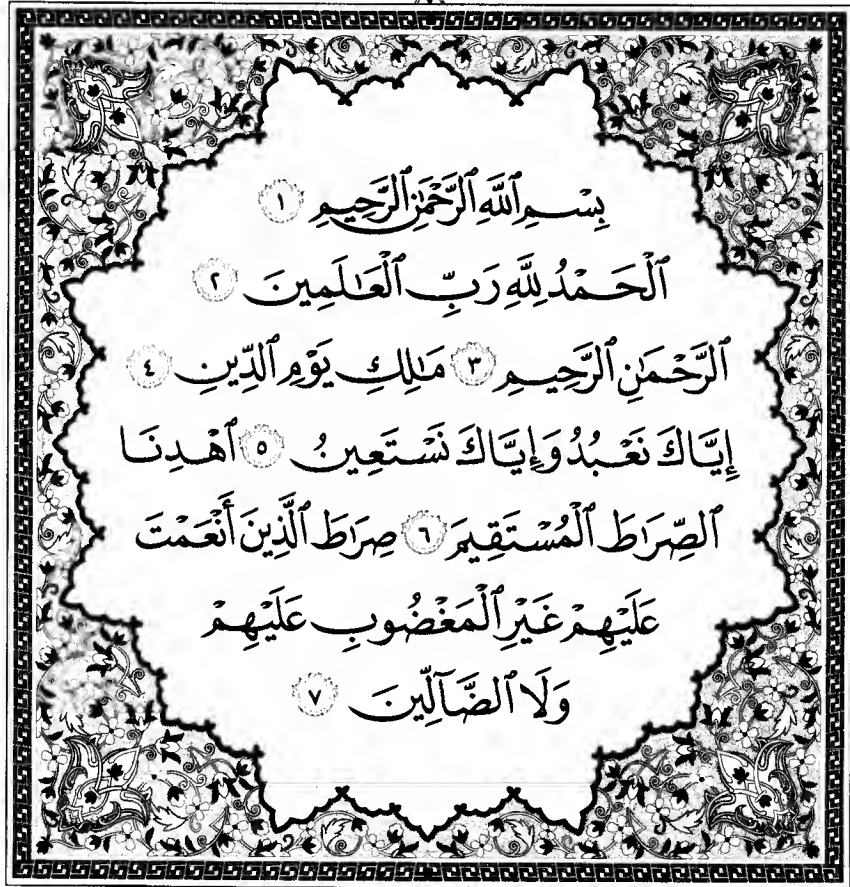 بِسْمِ ٱللَّهِ ٱلرَّحْمَٰنِ ٱلرَّحِيمِ ١
ٱلْحَمْدُ لِلَّهِ رَبِّ ٱلْعَٰلَمِينَ ٢
ٱلرَّحْمَٰنِ ٱلرَّحِيمِ ٣ مَٰلِكِ يَوْمِ ٱلدِّينِ ٤
إِيَّاكَ نَعْبُدُ وَإِيَّاكَ نَسْتَعِينُ ٥ ٱهْدِنَا
ٱلصِّرَٰطَ ٱلْمُسْتَقِيمَ ٦ صِرَٰطَ ٱلَّذِينَ أَنْعَمْتَ
عَلَيْهِمْ غَيْرِ ٱلْمَغْضُوبِ عَلَيْهِمْ
وَلَا ٱلضَّآلِّينَ ٧